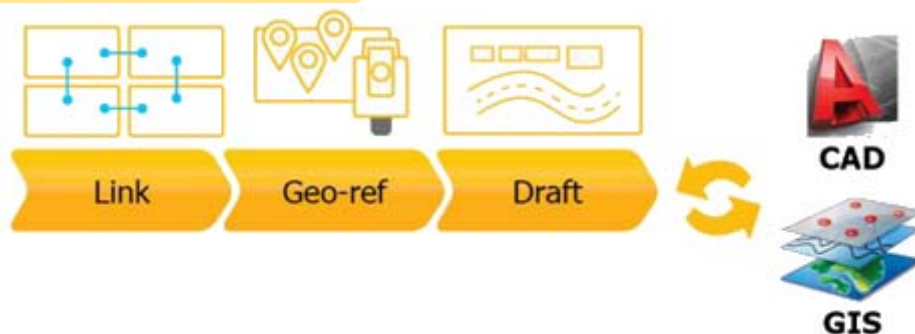 Link
Geo-ref
Draft
CAD
GIS